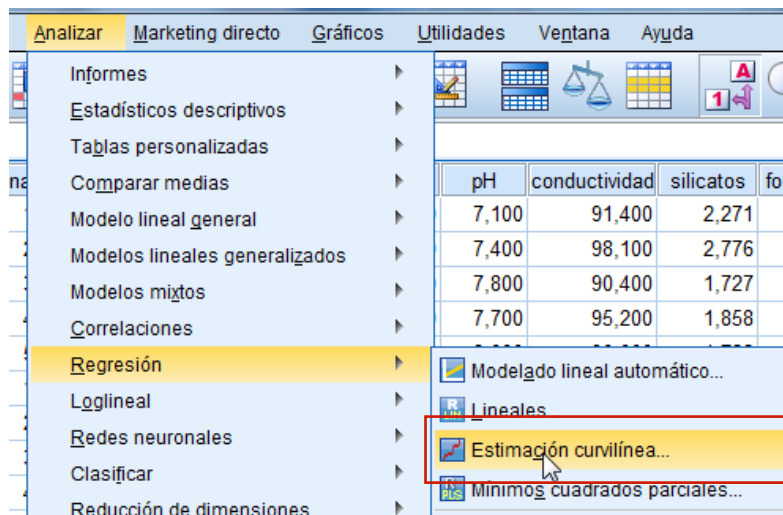 Analizar Marketing directo Gráficos Utilidades Ventana Ayuda
A
1
Informes
Estadísticos descriptivos
Tablas personalizadas
Comparar medias
Modelo lineal general
Modelos lineales generalizados
Modelos mixtos
Correlaciones
Regresión
Loglineal
Redes neuronales
Clasificar
Reducción de dimensiones
pH conductividad silicatos fo
7,100 91,400 2,271
7,400 98,100 2,776
7,800 90,400 1,727
7,700 95,200 1,858
Modelado lineal automático...
Lineales
Estimación curvilínea...
Mínimos cuadrados parciales...